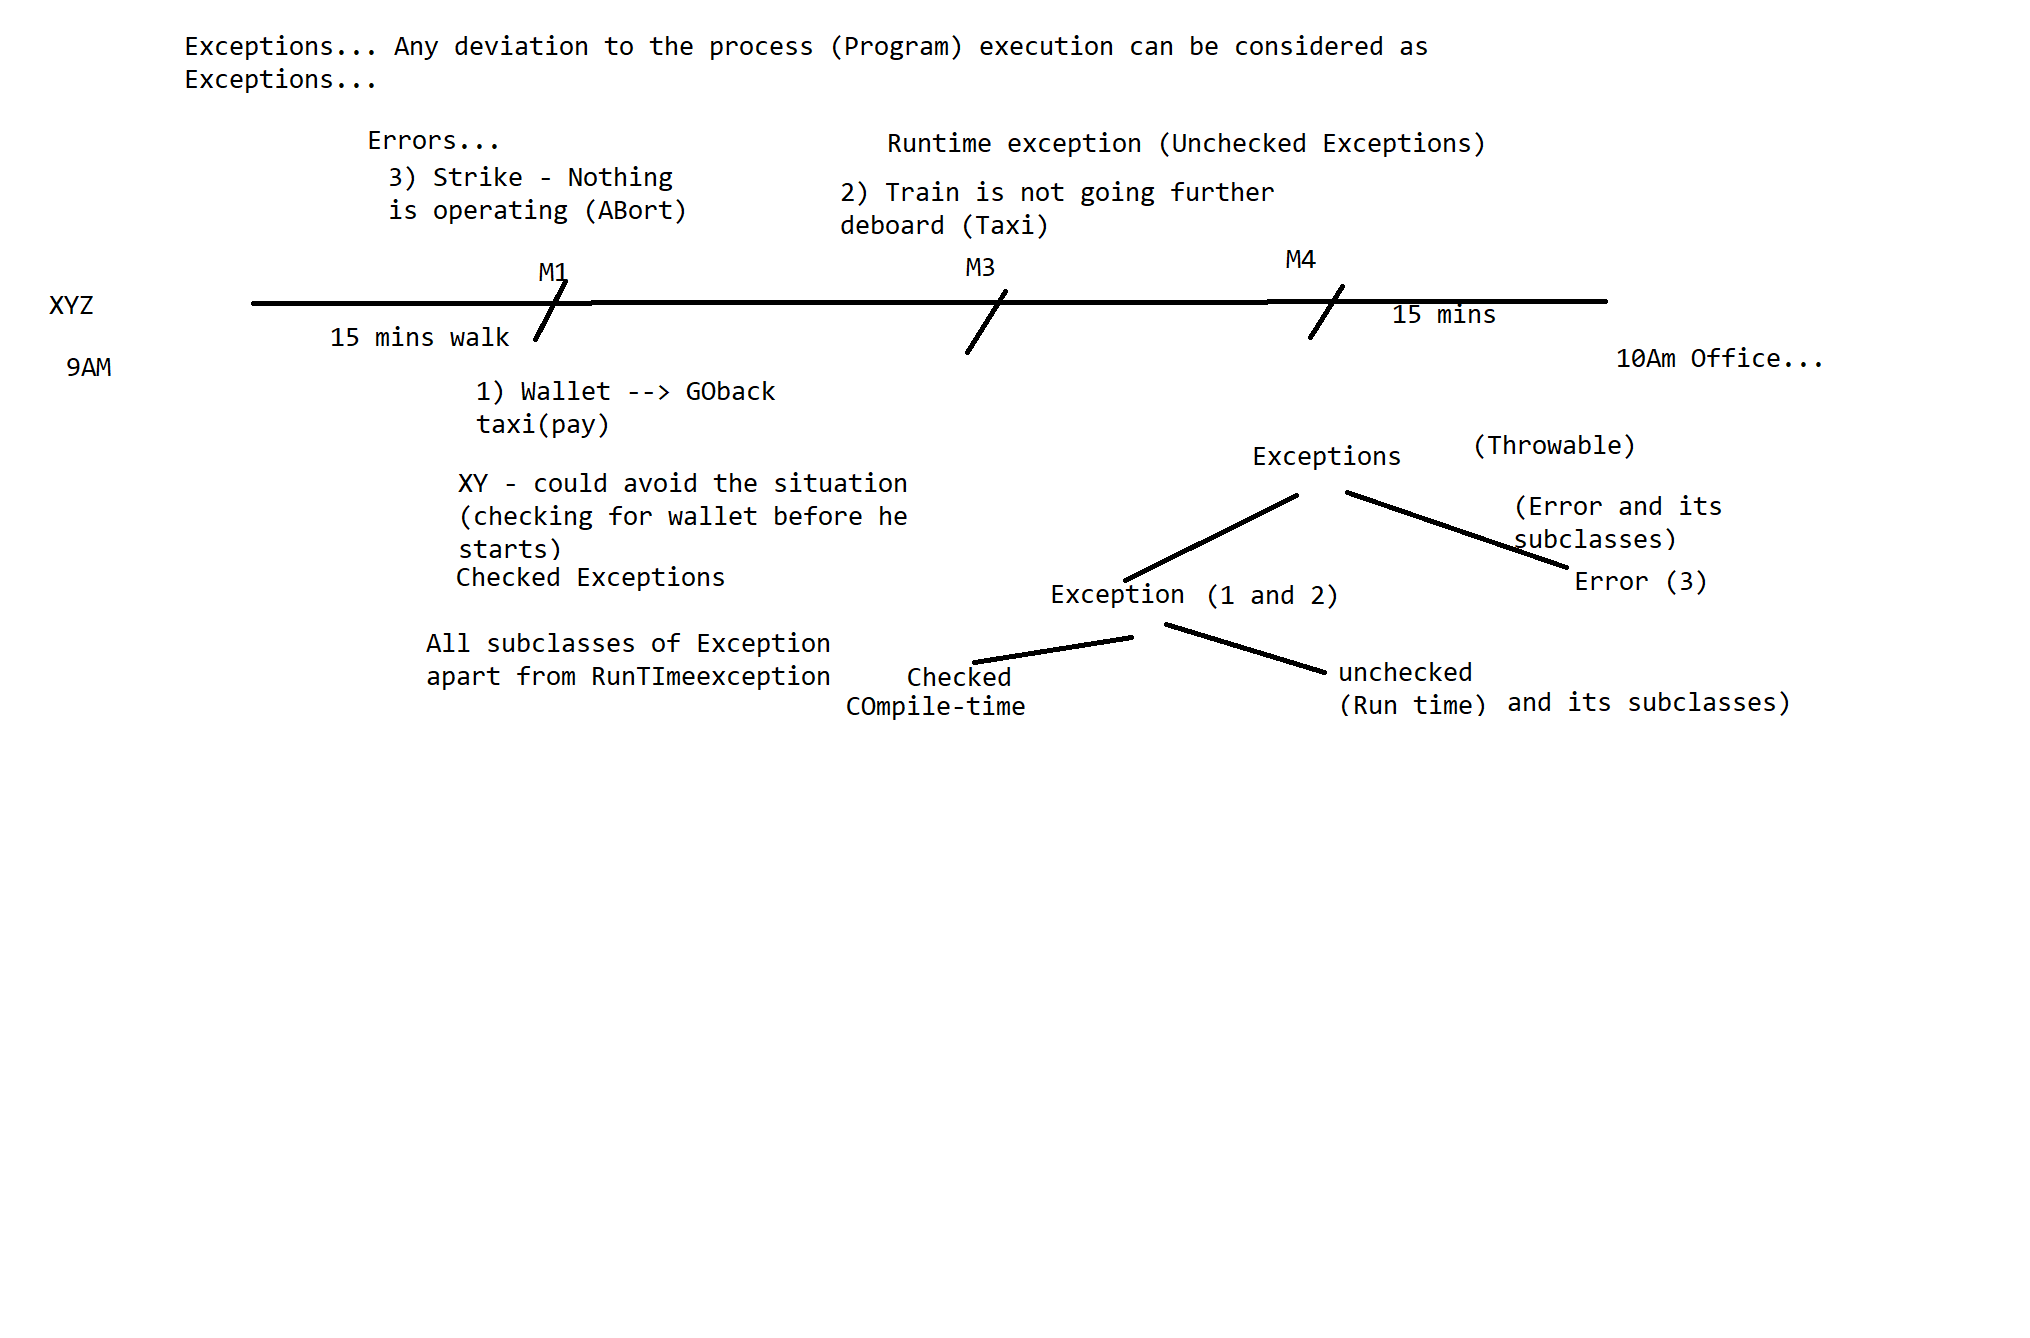 Exceptions... Any deviation to the process (Program) execution can be considered as
Exceptions...
Errors...
3) Strike - Nothing
is operating (ABort)
Runtime exception (Unchecked Exceptions)
2) Train is not going further
deboard (Taxi)
M1
M3
M4
XYZ
15 mins walk
15 mins
9AM
10Am Office...
1) Wallet --> GOback
taxi(pay)
XY - could avoid the situation
(checking for wallet before he
starts)
Checked Exceptions
Exceptions
(Throwable)
(Error and its
subclasses)
Error (3)
Exception (1 and 2)
All subclasses of Exception
apart from RunTImeexception
Checked
COmpile-time
unchecked
(Run time) and its subclasses)